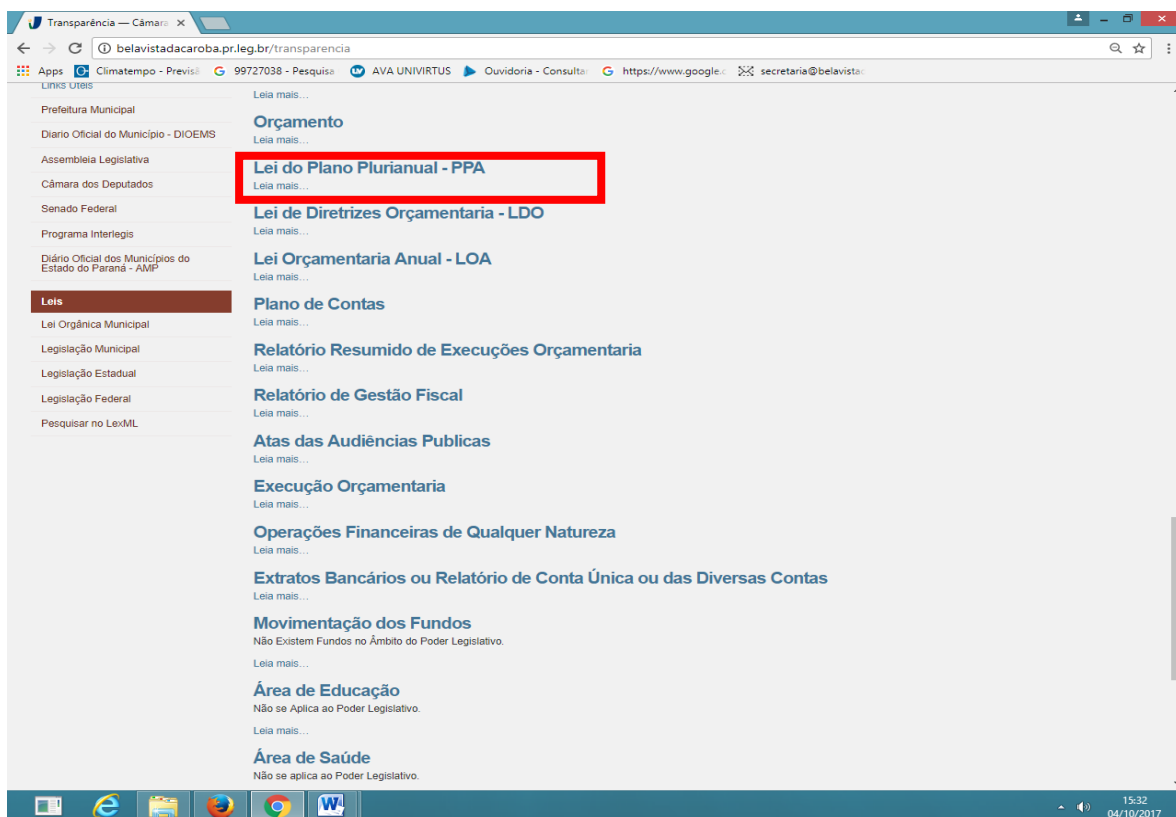 Transparência — Câmara
belavistadacaroba.pr.leg.br/transparencia
Apps Climatempo - Previsã 99727038 - Pesquisa AVA UNIVIRTUS Ouvidoria - Consulta https://www.google.c secretaria@belavistac
Links Úteis
Prefeitura Municipal
Diario Oficial do Município - DIOEMS
Assembleia Legislativa
Câmara dos Deputados
Senado Federal
Programa Interlegis
Diário Oficial dos Municípios do
Estado do Paraná - AMP
Leis
Lei Orgânica Municipal
Legislação Municipal
Legislação Estadual
Legislação Federal
Pesquisar no LexML
Leia mais…
Orçamento
Leia mais…
Lei do Plano Plurianual - PPA
Leia mais…
Lei de Diretrizes Orçamentaria - LDO
Leia mais…
Lei Orçamentaria Anual - LOA
Leia mais…
Plano de Contas
Leia mais…
Relatório Resumido de Execuções Orçamentaria
Leia mais…
Relatório de Gestão Fiscal
Leia mais…
Atas das Audiências Publicas
Leia mais…
Execução Orçamentaria
Leia mais…
Operações Financeiras de Qualquer Natureza
Leia mais…
Extratos Bancários ou Relatório de Conta Única ou das Diversas Contas
Leia mais…
Movimentação dos Fundos
Não Existem Fundos no Âmbito do Poder Legislativo.
Leia mais…
Área de Educação
Não se Aplica ao Poder Legislativo.
Leia mais…
Área de Saúde
Não se aplica ao Poder Legislativo.
15:32
04/10/2017